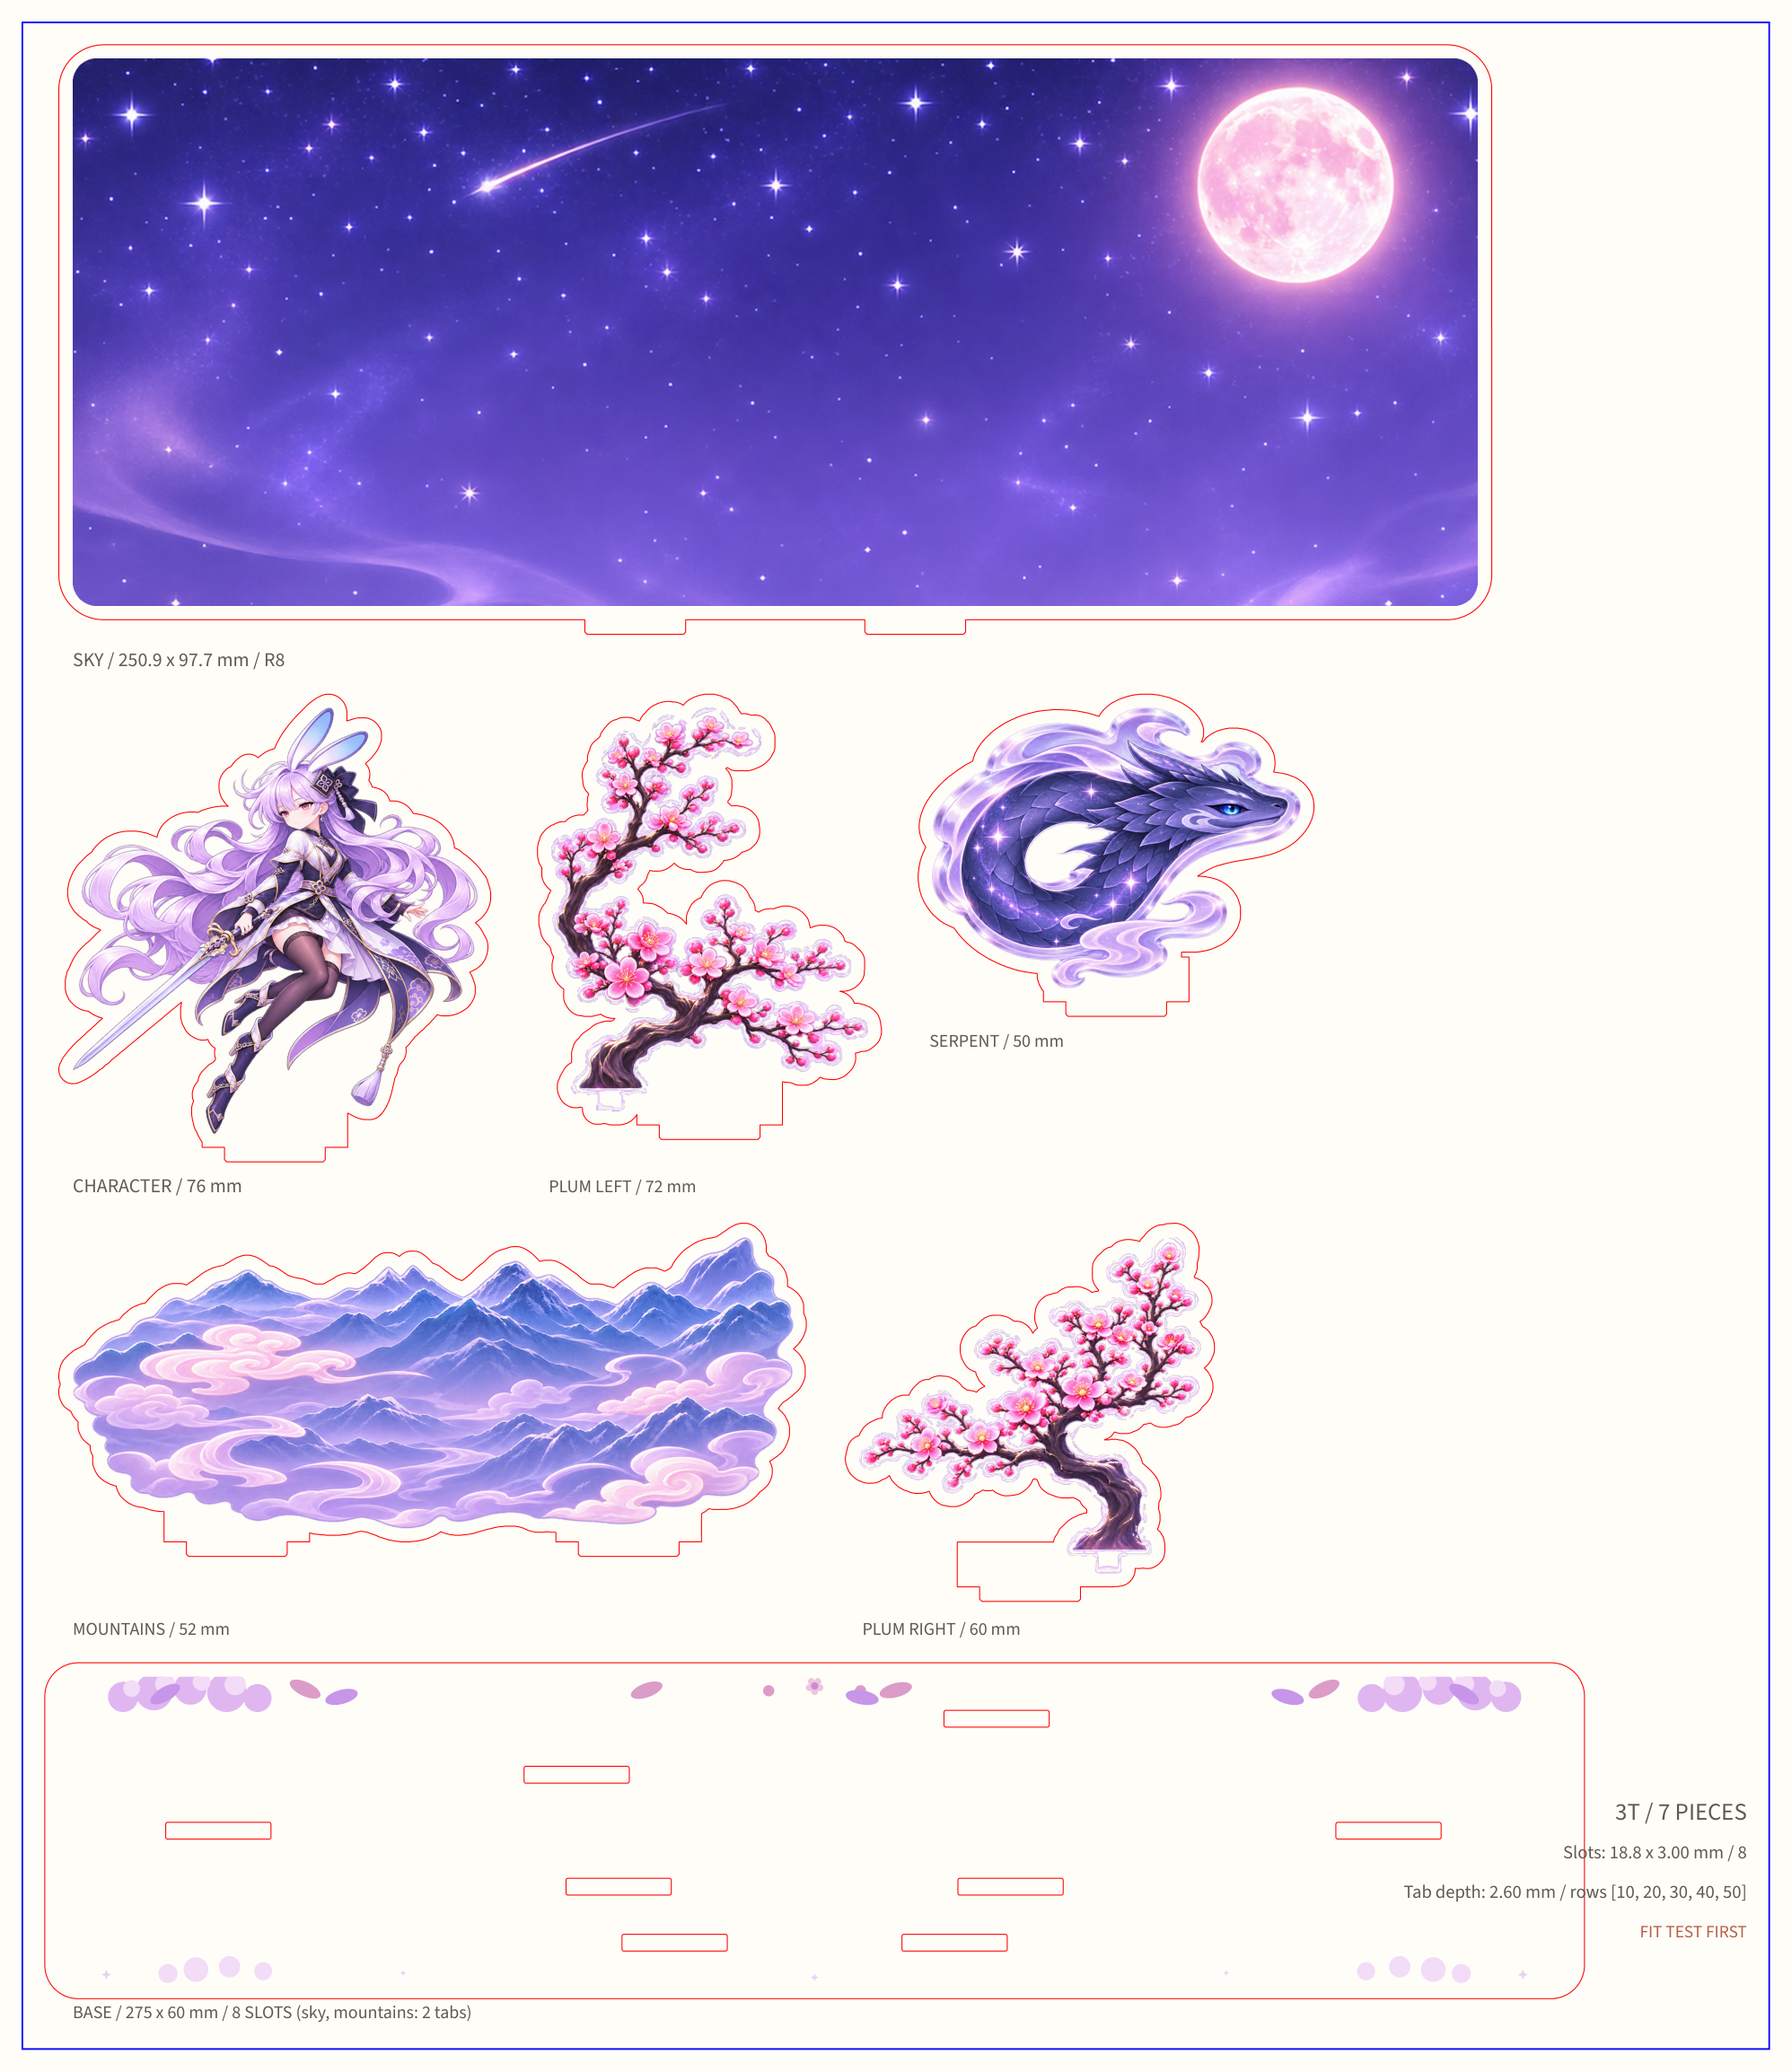 SKY / 250.9 x 97.7 mm / R8
SERPENT / 50 mm
CHARACTER / 76 mm
PLUM LEFT / 72 mm
MOUNTAINS / 52 mm
PLUM RIGHT / 60 mm
3T / 7 PIECES
Slots: 18.8 x 3.00 mm / 8
Tab depth: 2.60 mm / rows [10, 20, 30, 40, 50]
FIT TEST FIRST
BASE / 275 x 60 mm / 8 SLOTS (sky, mountains: 2 tabs)